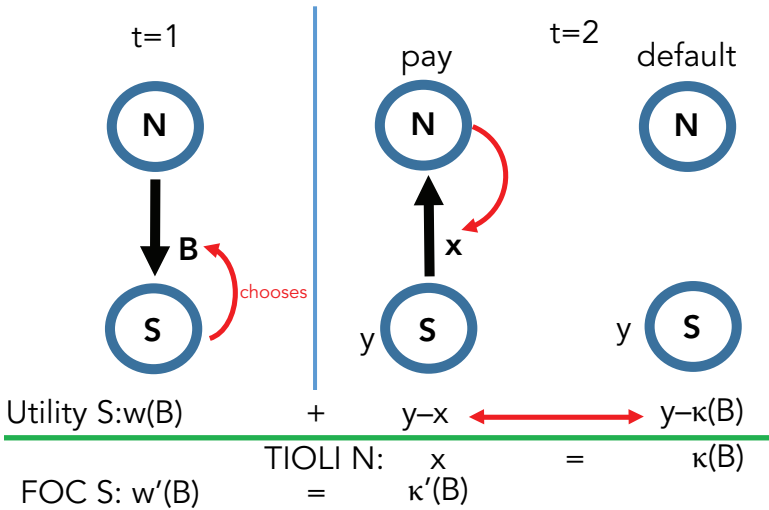 t=1
t=2
pay
default
N
N
N
B
x
chooses
S
y
S
y
S
Utility S:w(B) + y–x y–κ(B)
TIOLI N: x = κ(B)
FOC S: w’(B) = κ’(B)